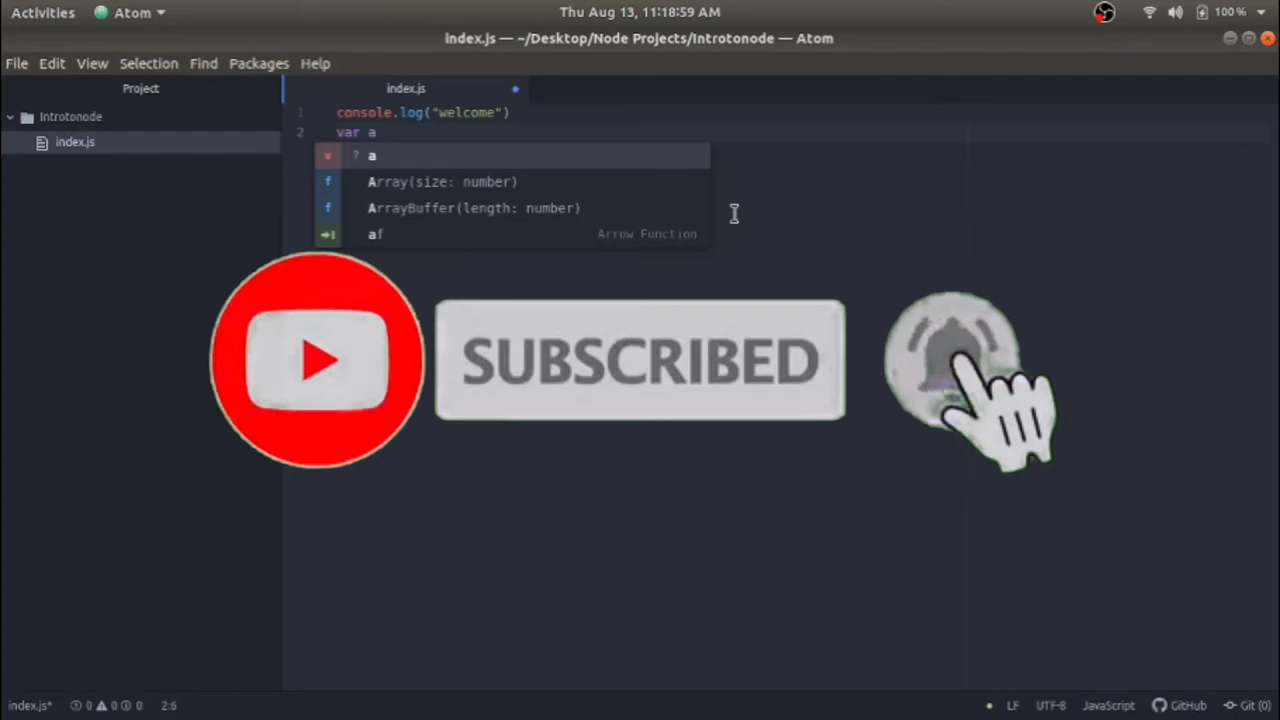 Activities Atom Thu Aug 13, 11:18:59 AM 100 %
index.js — ~/Desktop/Node Projects/Introtonode — Atom
File Edit View Selection Find Packages Help
Project index.js
Introtonode
index.js
1 console.log("welcome")
2 var a
v ? a
f Array(size: number)
f ArrayBuffer(length: number)
af Arrow Function
SUBSCRIBED
index.js* 0 0 0 2:6 LF UTF-8 JavaScript GitHub Git (0)